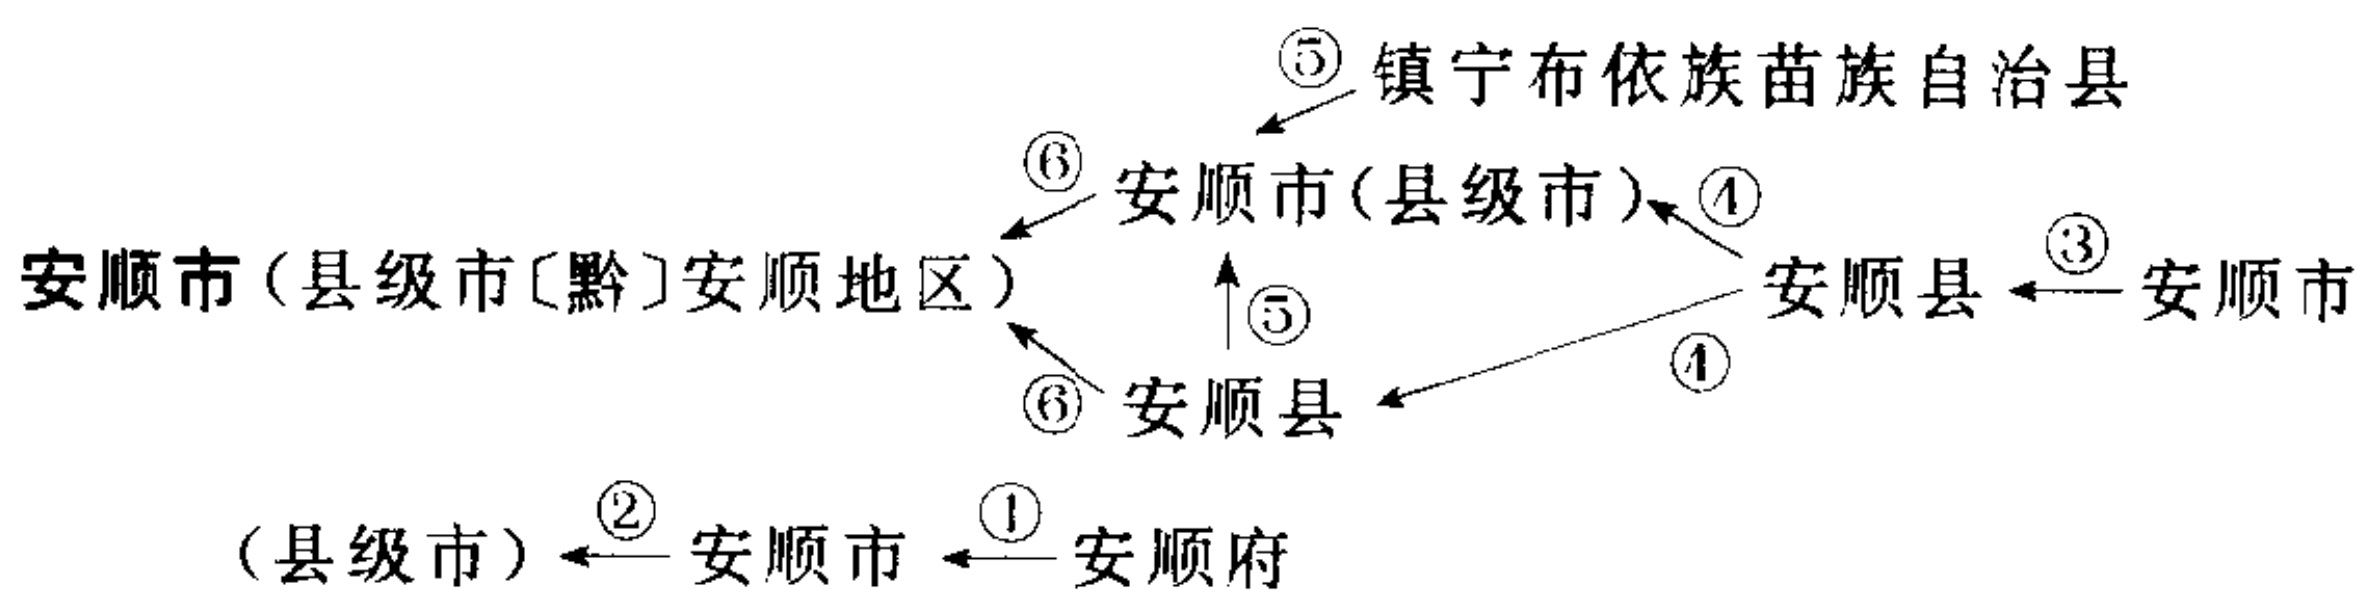 ⑤ 镇宁布依族苗族自治县
⑥ 安顺市(县级市) ④
安顺市(县级市〔黔〕安顺地区) 安顺县 ③ 安顺市
⑤
④
⑥ 安顺县
(县级市) ② 安顺市 ① 安顺府